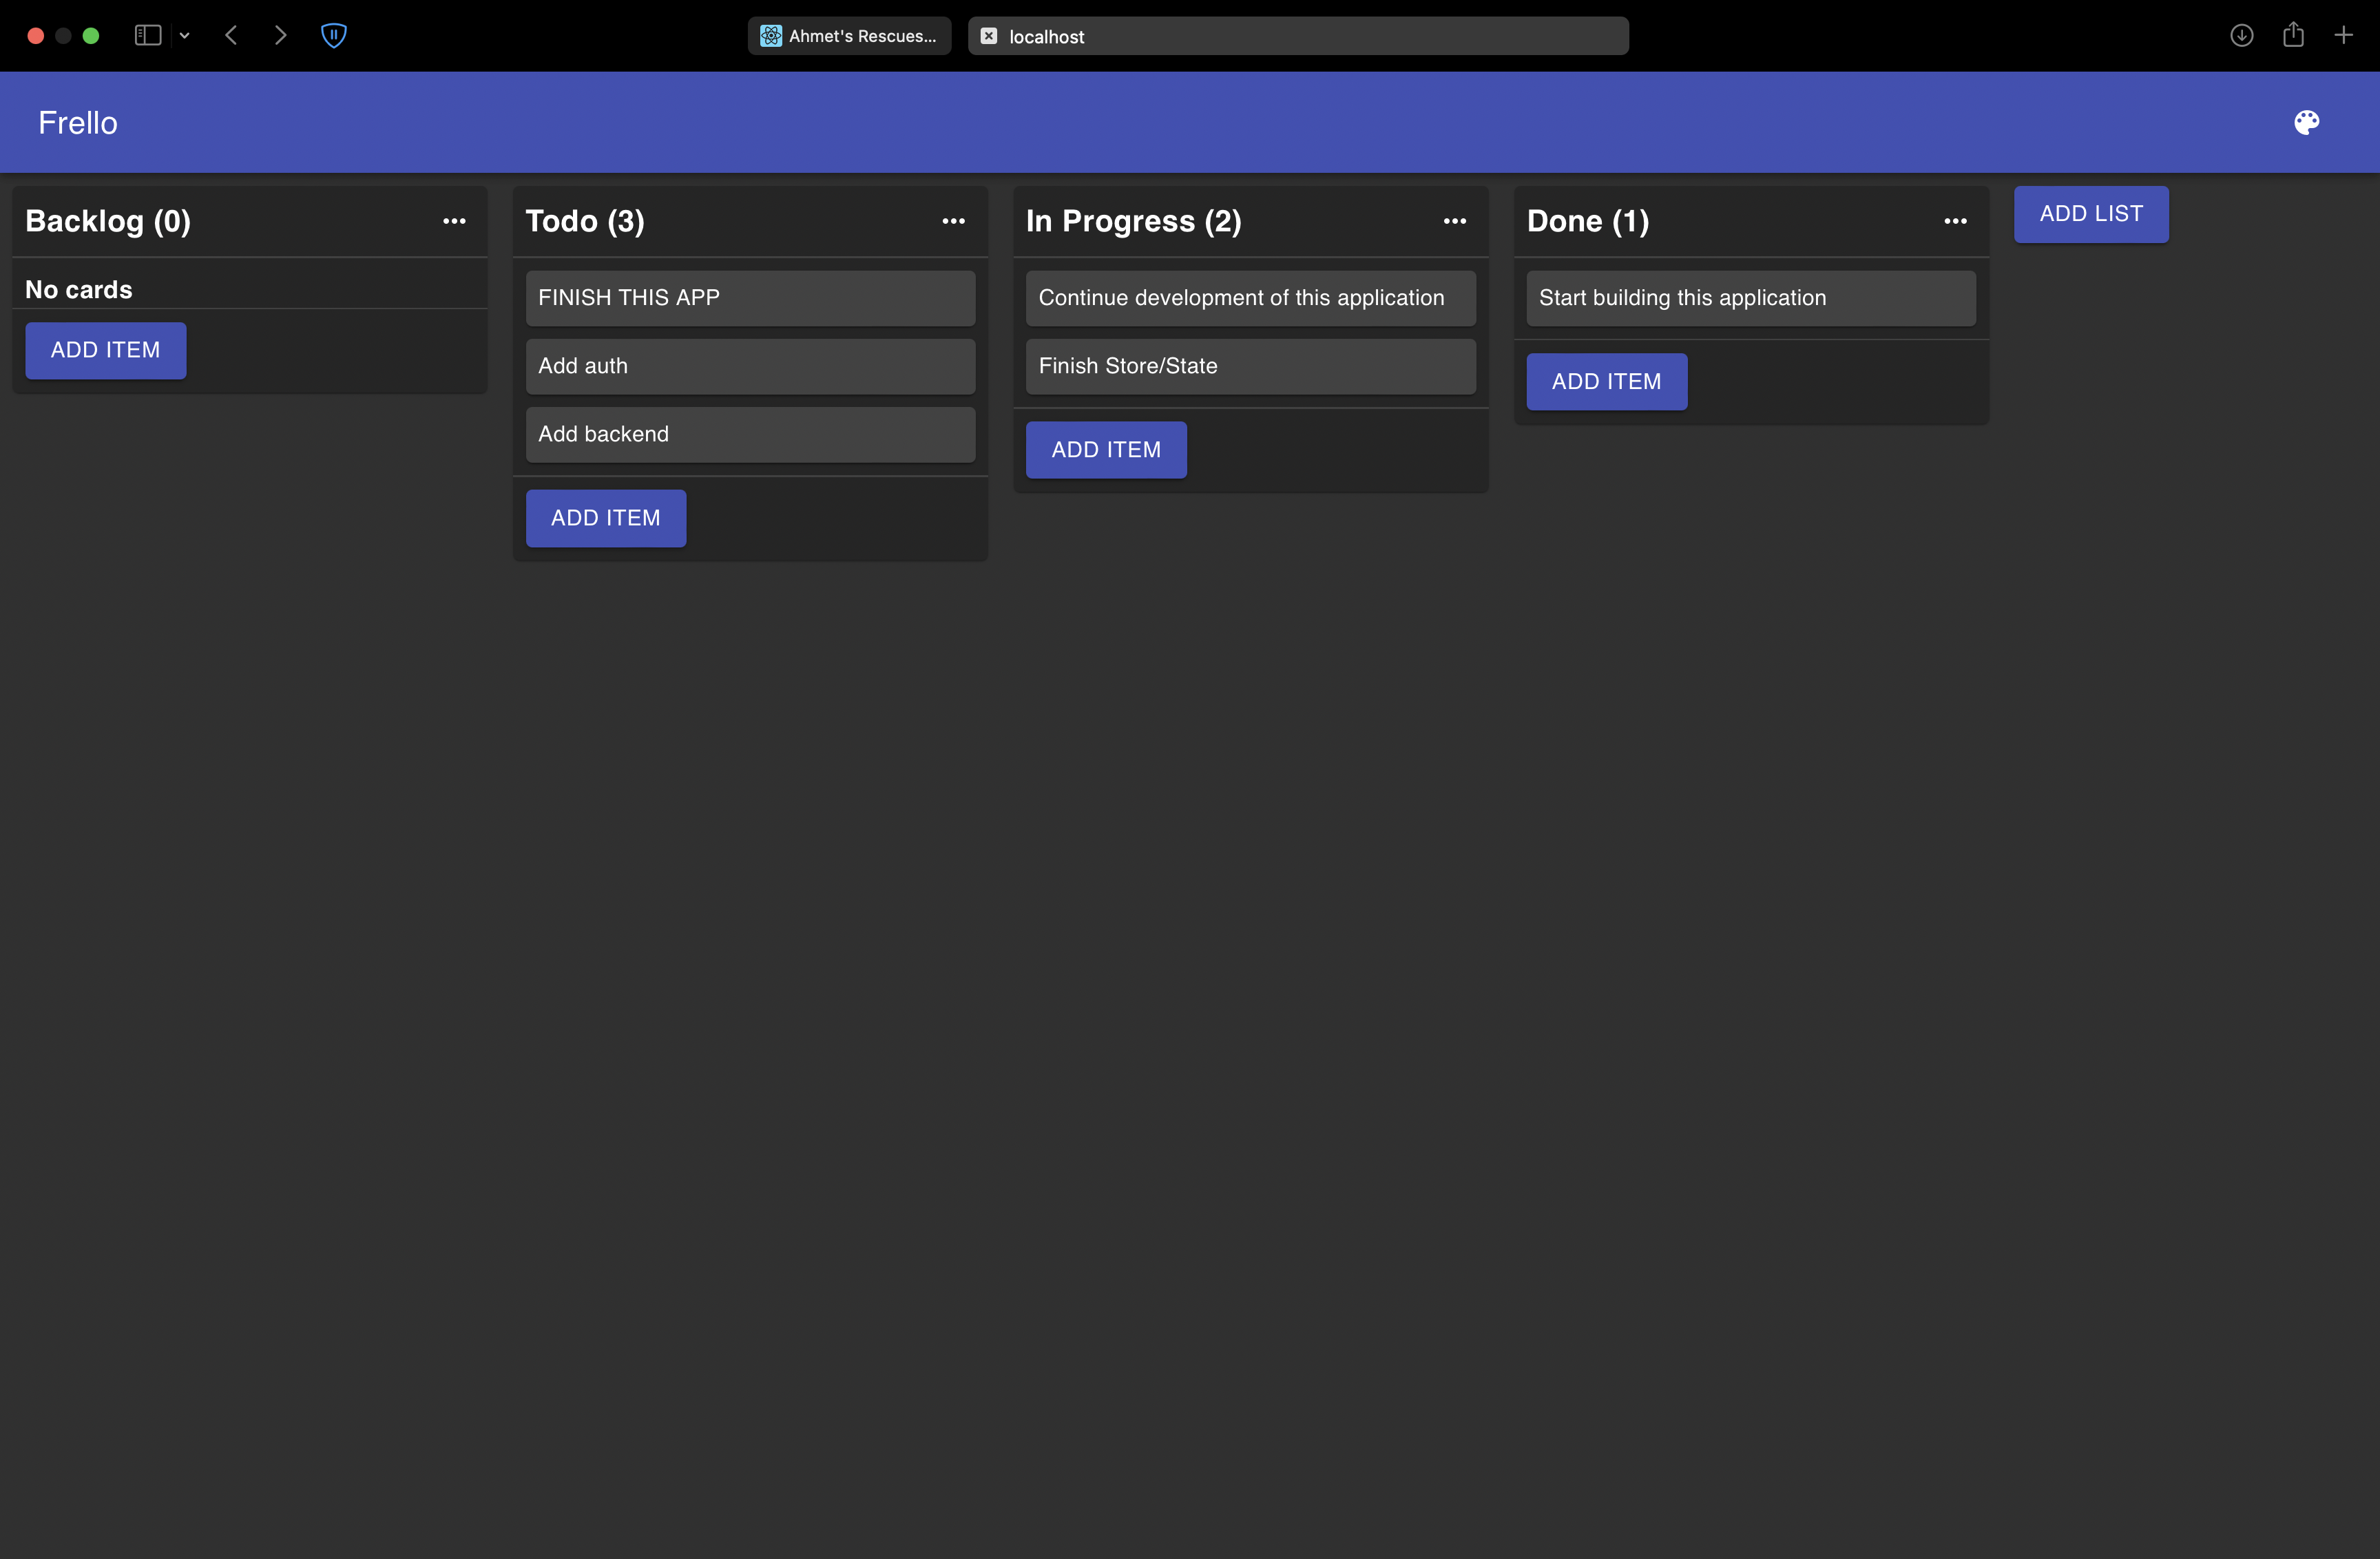 Ahmet's Rescues...
localhost
Frello
Backlog (0)
No cards
ADD ITEM
Todo (3)
FINISH THIS APP
Add auth
Add backend
ADD ITEM
In Progress (2)
Continue development of this application
Finish Store/State
ADD ITEM
Done (1)
Start building this application
ADD ITEM
ADD LIST